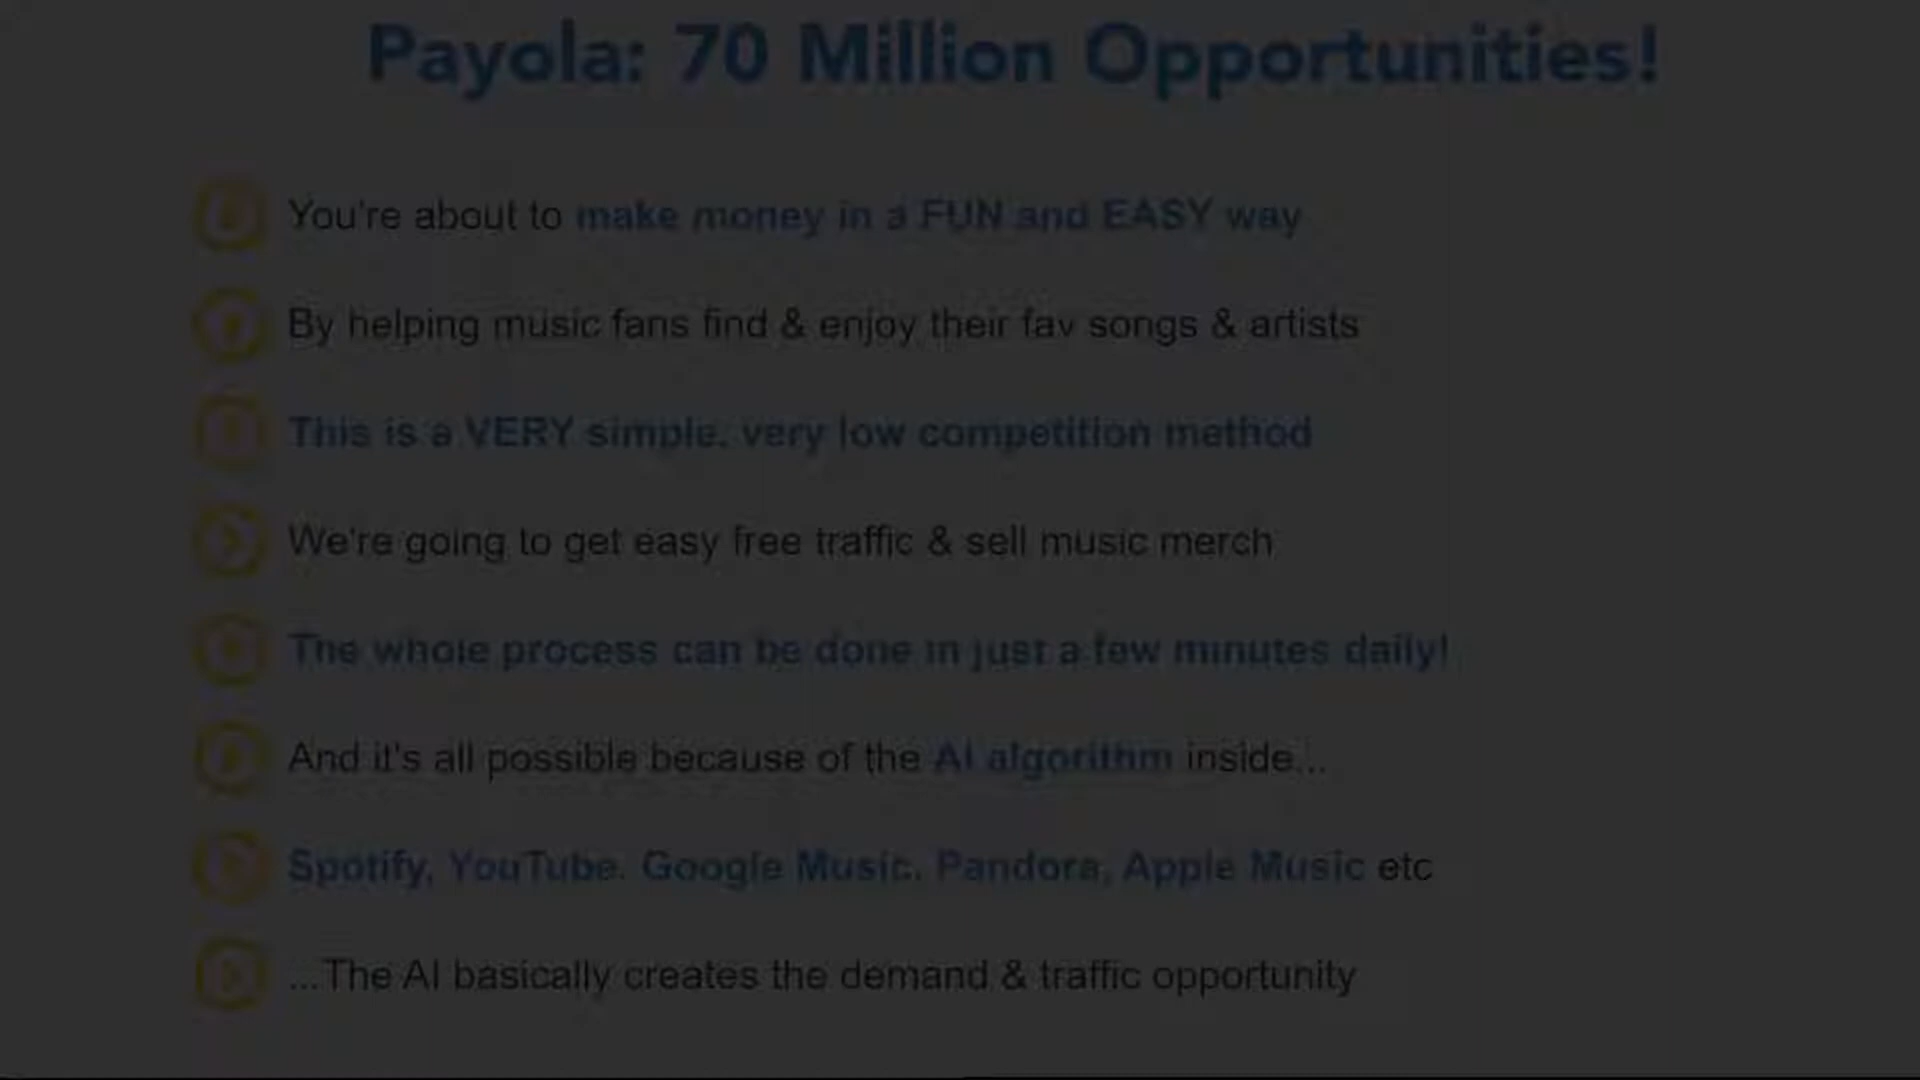 Payola: 70 Million Opportunities!
You're about to make money in a FUN and EASY way
By helping music fans find & enjoy their fav songs & artists
This is a VERY simple, very low competition method
We're going to get easy free traffic & sell music merch
The whole process can be done in just a few minutes daily!
And it's all possible because of the AI algorithm inside...
Spotify, YouTube, Google Music, Pandora, Apple Music etc
...The AI basically creates the demand & traffic opportunity